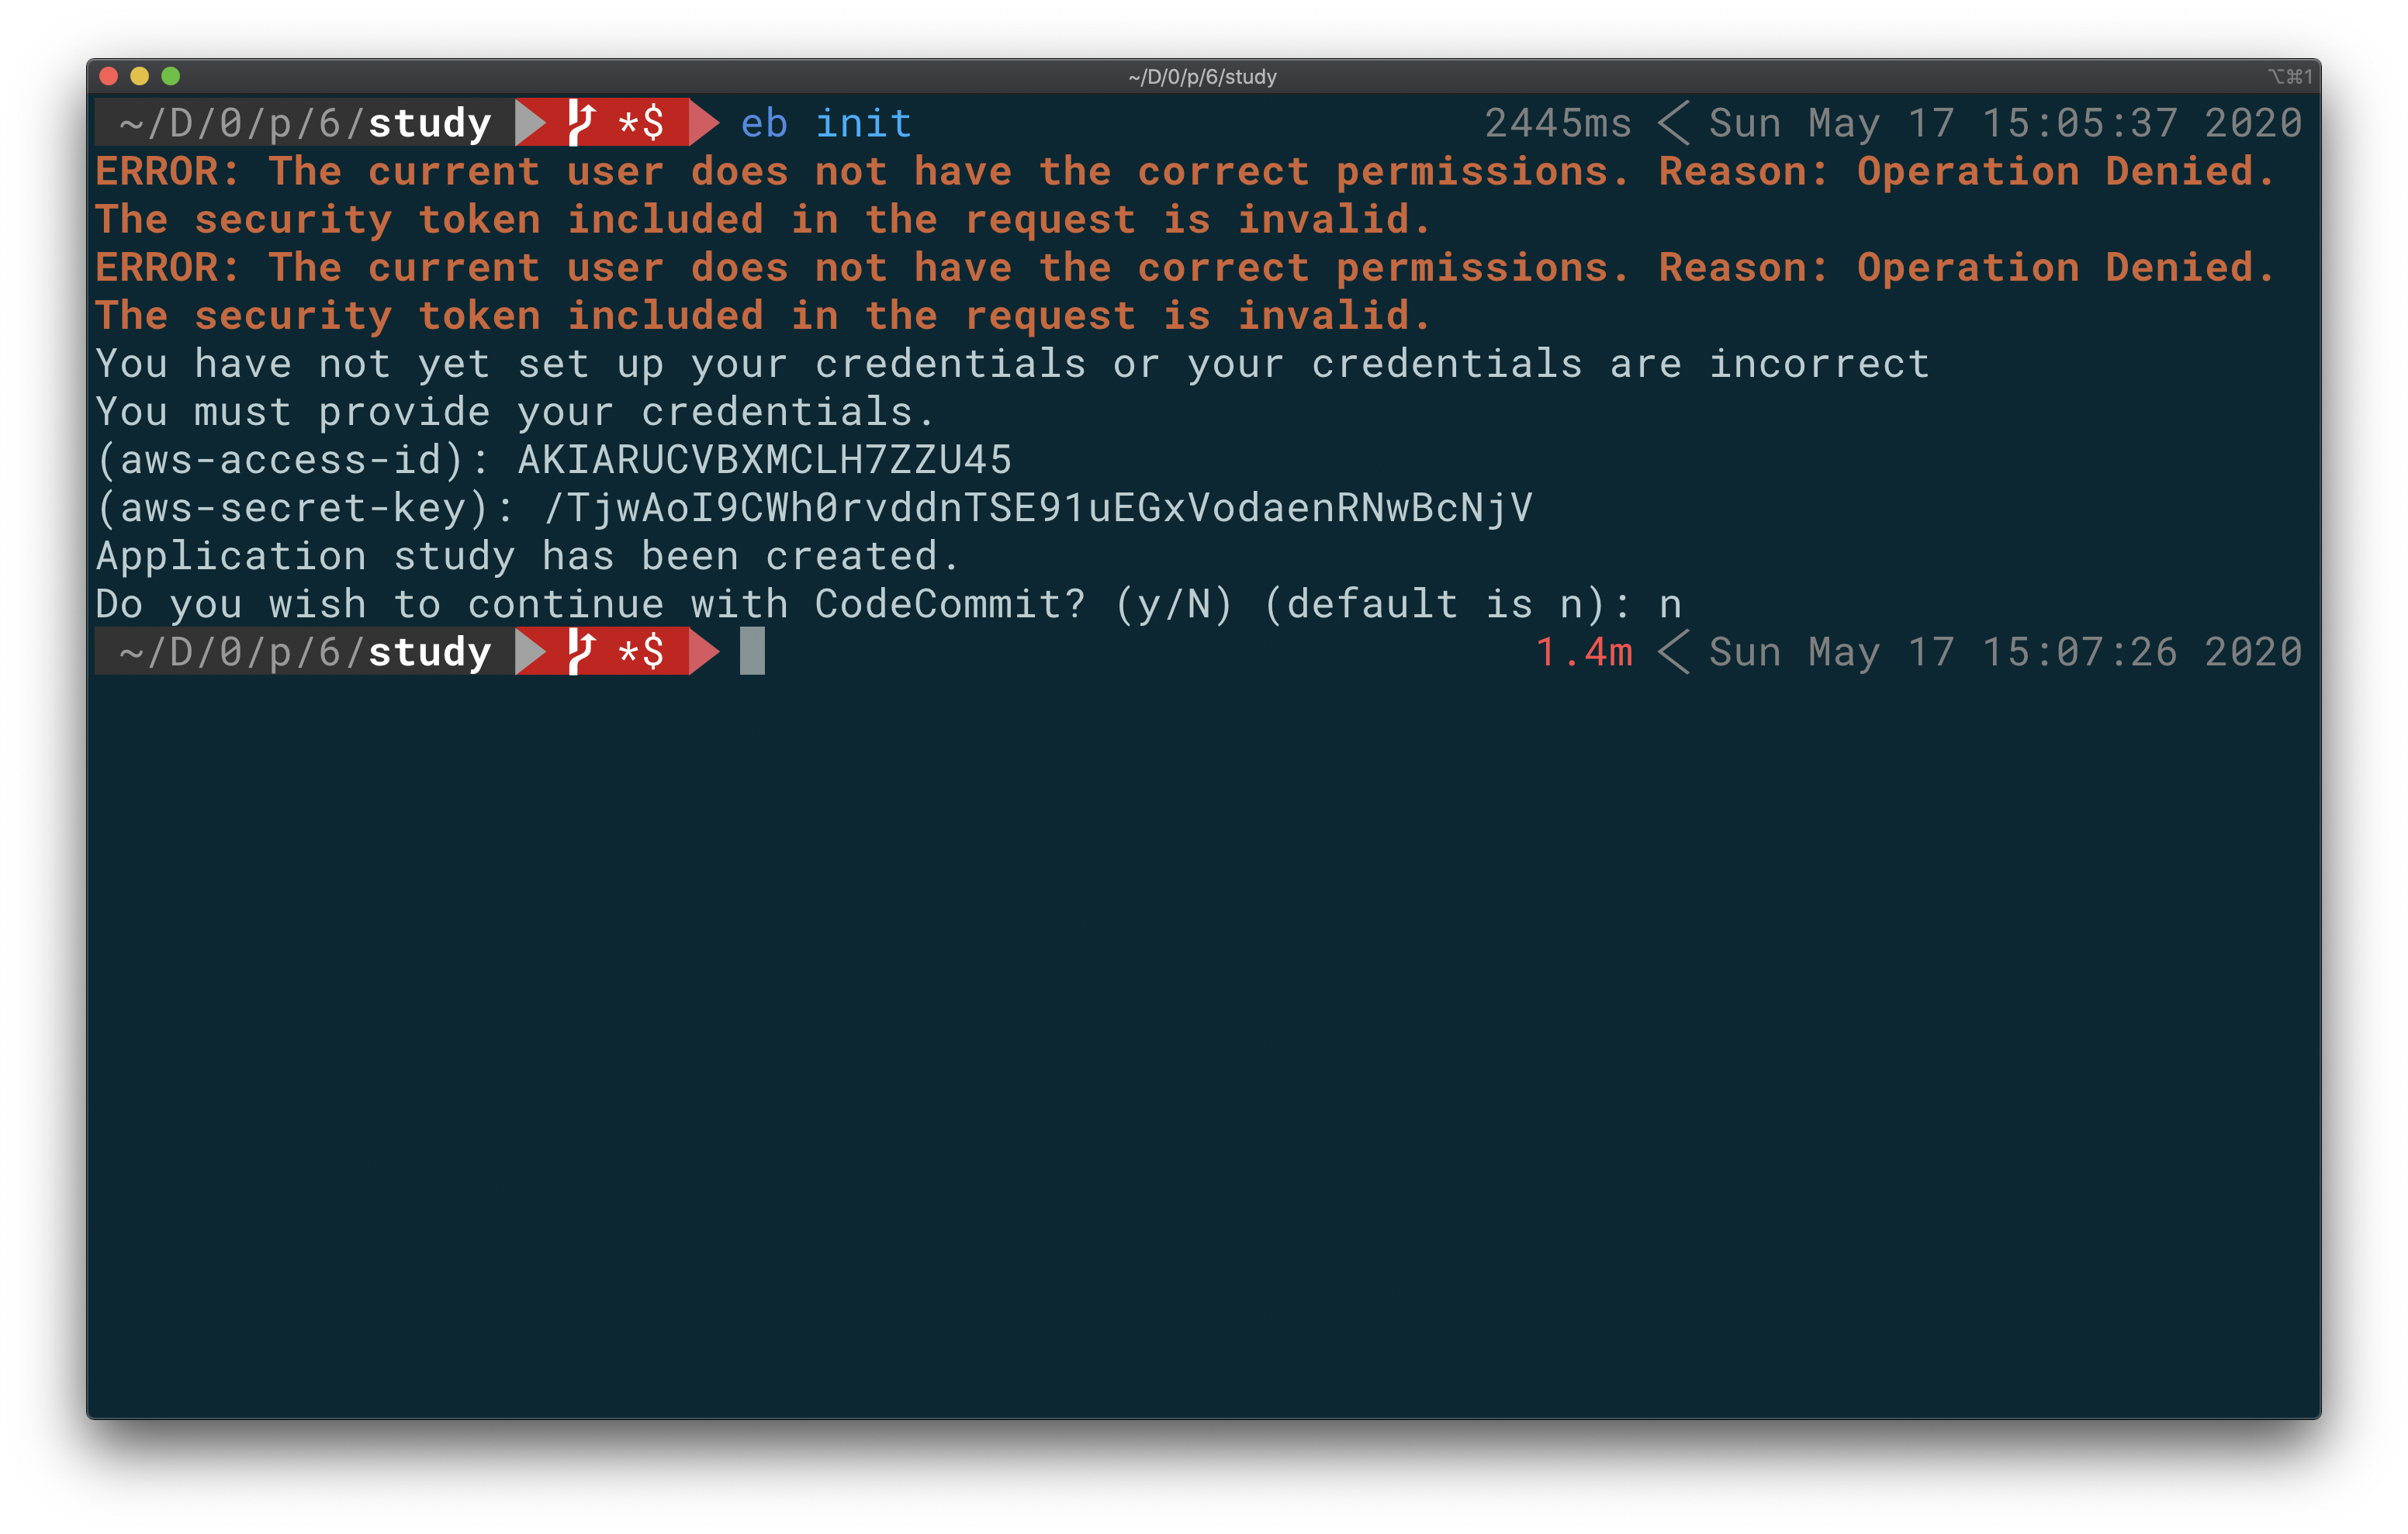 ~/D/0/p/6/study
⌥⌘1
~/D/0/p/6/study *$ eb init 2445ms < Sun May 17 15:05:37 2020
ERROR: The current user does not have the correct permissions. Reason: Operation Denied.
The security token included in the request is invalid.
ERROR: The current user does not have the correct permissions. Reason: Operation Denied.
The security token included in the request is invalid.
You have not yet set up your credentials or your credentials are incorrect
You must provide your credentials.
(aws-access-id): AKIARUCVBXMCLH7ZZU45
(aws-secret-key): /TjwAoI9CWh0rvddnTSE91uEGxVodaenRNwBcNjV
Application study has been created.
Do you wish to continue with CodeCommit? (y/N) (default is n): n
~/D/0/p/6/study *$ 1.4m < Sun May 17 15:07:26 2020